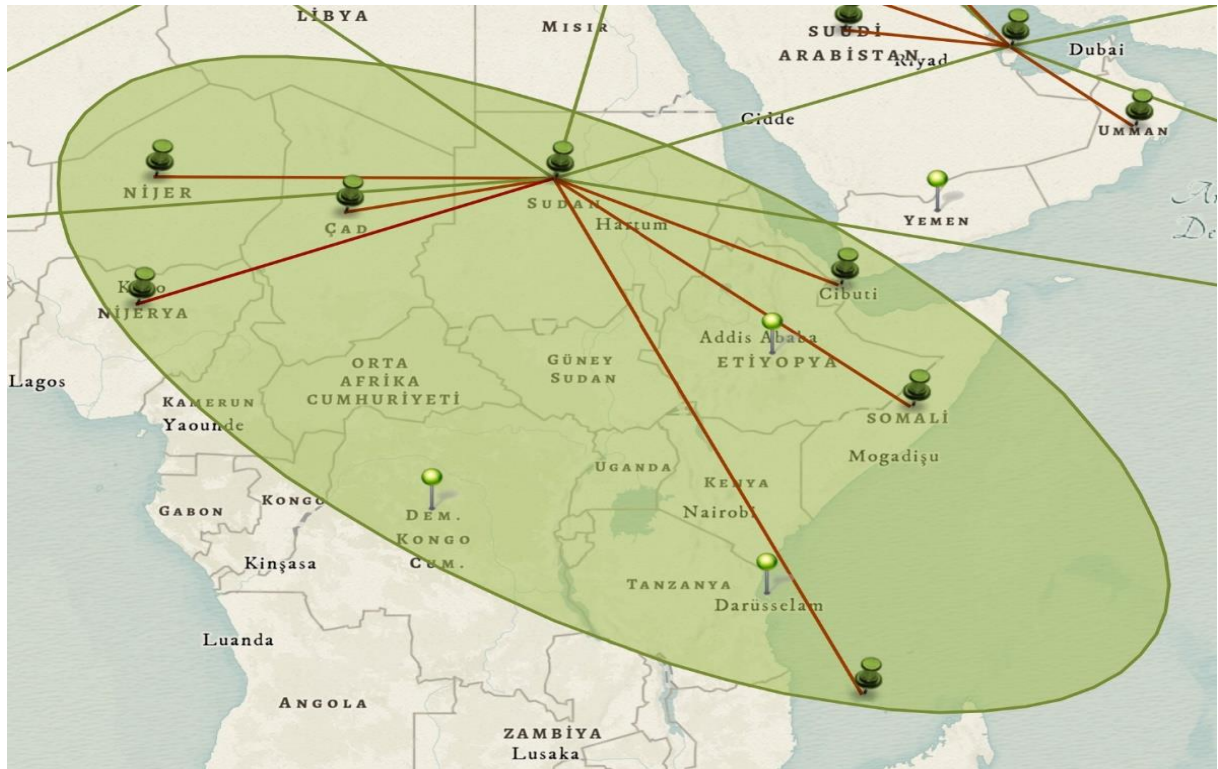 LİBYA
MISIR
SUUDİ
ARABİSTAN
Riyad
Dubai
Cidde
UMMAN
NİJER
ÇAD
SUDAN
Hartum
YEMEN
NİJERYA
Cibuti
Addis Ababa
ETİYOPYA
Lagos
ORTA
AFRİKA
CUMHURİYETİ
GÜNEY
SUDAN
KAMERUN
Yaounde
SOMALİ
Mogadişu
UGANDA
KENYA
Nairobi
GABON
KONGO
DEM.
KONGO
CUM.
Kinşasa
TANZANYA
Darüsselam
Luanda
ANGOLA
ZAMBİYA
Lusaka